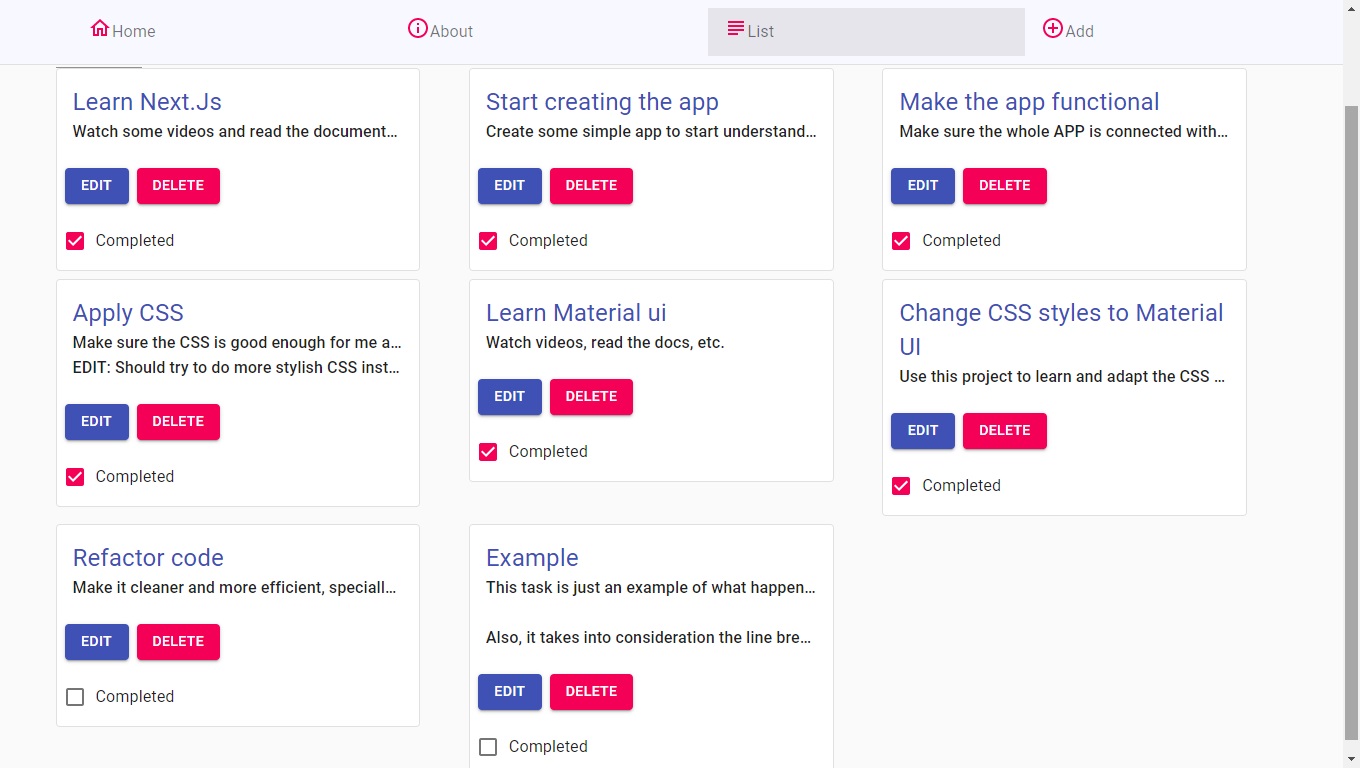 Home
About
List
Add
Learn Next.Js
Watch some videos and read the document...
EDIT
DELETE
Completed
Start creating the app
Create some simple app to start understand...
EDIT
DELETE
Completed
Make the app functional
Make sure the whole APP is connected with...
EDIT
DELETE
Completed
Apply CSS
Make sure the CSS is good enough for me a...
EDIT: Should try to do more stylish CSS inst...
EDIT
DELETE
Completed
Learn Material ui
Watch videos, read the docs, etc.
EDIT
DELETE
Completed
Change CSS styles to Material
UI
Use this project to learn and adapt the CSS ...
EDIT
DELETE
Completed
Refactor code
Make it cleaner and more efficient, speciall...
EDIT
DELETE
Completed
Example
This task is just an example of what happen...
Also, it takes into consideration the line bre...
EDIT
DELETE
Completed